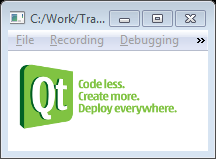 C:/Work/Tra...
File Recording Debugging »
Qt
Code less.
Create more.
Deploy everywhere.